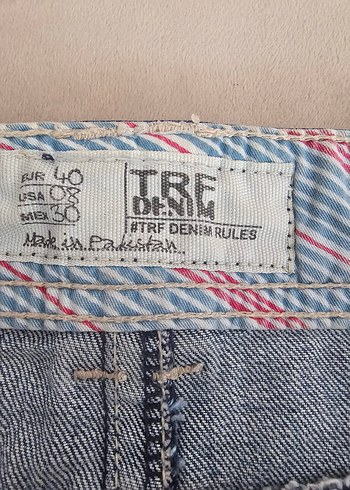 EUR 40
USA 08
MEX 30
TRF
DENIM
#TRF DENIM RULES
Made in Pakistan